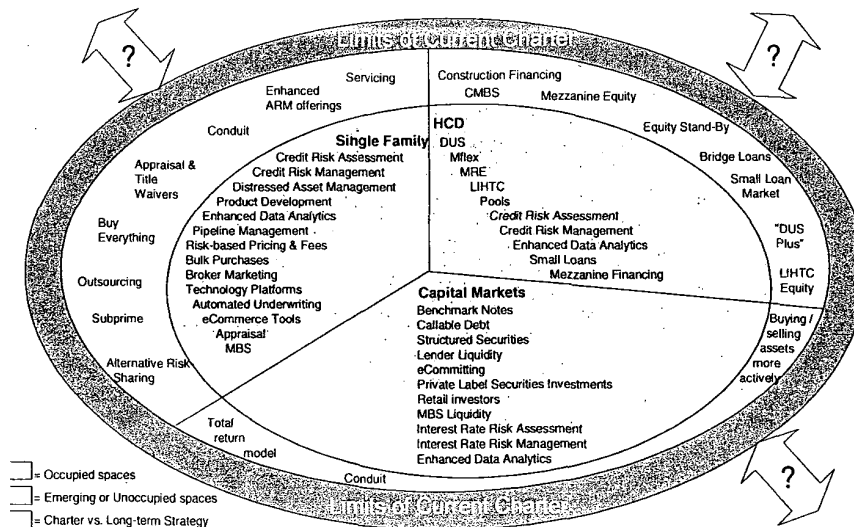 Limits of Current Charter
?
?
Servicing
Enhanced
ARM offerings
Conduit
Appraisal &
Title
Waivers
Buy
Everything
Outsourcing
Subprime
Alternative Risk
Sharing
Construction Financing
CMBS
Mezzanine Equity
Equity Stand-By
Bridge Loans
Small Loan
Market
"DUS
Plus"
LIHTC
Equity
Buying /
selling
assets
more
actively
Single Family
Credit Risk Assessment
Credit Risk Management
Distressed Asset Management
Product Development
Enhanced Data Analytics
Pipeline Management
Risk-based Pricing & Fees
Bulk Purchases
Broker Marketing
Technology Platforms
Automated Underwriting
eCommerce Tools
Appraisal
MBS
HCD
DUS
Mflex
MRE
LIHTC
Pools
Credit Risk Assessment
Credit Risk Management
Enhanced Data Analytics
Small Loans
Mezzanine Financing
Capital Markets
Benchmark Notes
Callable Debt
Structured Securities
Lender Liquidity
eCommitting
Private Label Securities Investments
Retail investors
MBS Liquidity
Interest Rate Risk Assessment
Interest Rate Risk Management
Enhanced Data Analytics
Total
return
model
Conduit
Limits of Current Charter
?
= Occupied spaces
= Emerging or Unoccupied spaces
= Charter vs. Long-term Strategy